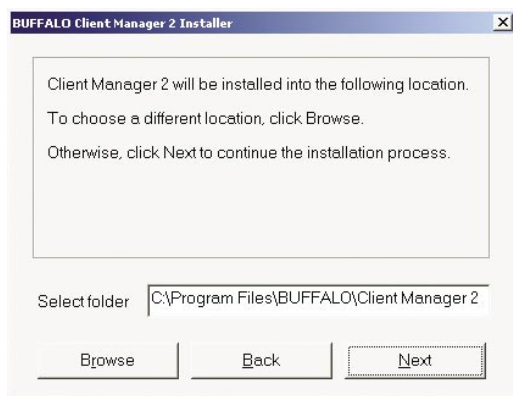 BUFFALO Client Manager 2 Installer
Client Manager 2 will be installed into the following location.
To choose a different location, click Browse.
Otherwise, click Next to continue the installation process.
Select folder C:\Program Files\BUFFALO\Client Manager 2
Browse Back Next